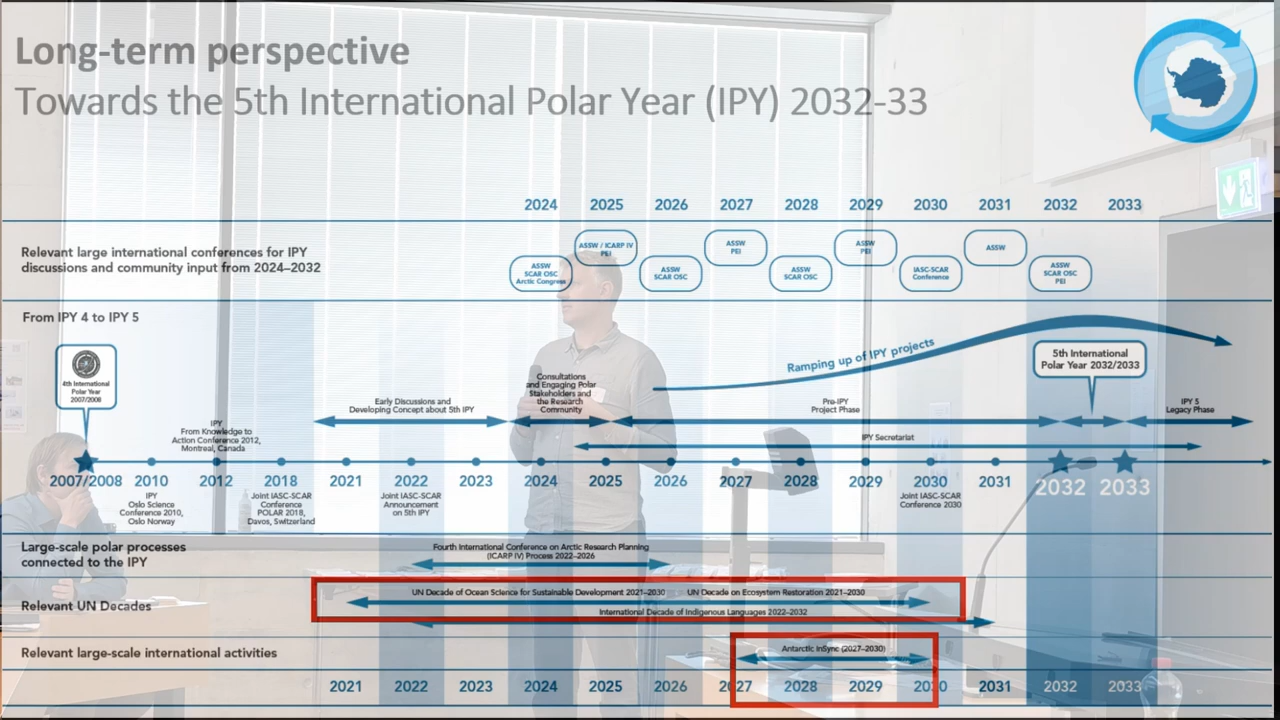 Long-term perspective
Towards the 5th International Polar Year (IPY) 2032-33
2024 2025 2026 2027 2028 2029 2030 2031 2032 2033
Relevant large international conferences for IPY
discussions and community input from 2024–2032
ASSW
SCAR OSC
Arctic Congress
ASSW / ICARP IV
PEI
ASSW
SCAR OSC
ASSW
PEI
ASSW
SCAR OSC
ASSW
PEI
IASC-SCAR
Conference
ASSW
ASSW
SCAR OSC
PEI
From IPY 4 to IPY 5
4th International
Polar Year
2007/2008
IPY
From Knowledge to
Action Conference 2012,
Montreal, Canada
Early Discussions and
Developing Concept about 5th IPY
Consultations
and Engaging Polar
Stakeholders and
the Research
Community
Ramping up of IPY projects
Pre-IPY
Project Phase
5th International
Polar Year 2032/2033
IPY 5
Legacy Phase
IPY Secretariat
2007/2008 2010 2012 2018 2021 2022 2023 2024 2025 2026 2027 2028 2029 2030 2031 2032 2033
IPY
Oslo Science
Conference 2010,
Oslo Norway
Joint IASC-SCAR
Conference
POLAR 2018,
Davos, Switzerland
Joint IASC-SCAR
Announcement
on 5th IPY
Joint IASC-SCAR
Conference 2030
Large-scale polar processes
connected to the IPY
Fourth International Conference on Arctic Research Planning
(ICARP IV) Process 2022–2026
Relevant UN Decades
UN Decade of Ocean Science for Sustainable Development 2021–2030
UN Decade on Ecosystem Restoration 2021–2030
International Decade of Indigenous Languages 2022–2032
Relevant large-scale international activities
Antarctic InSync (2027–2030)
2021 2022 2023 2024 2025 2026 2027 2028 2029 2030 2031 2032 2033